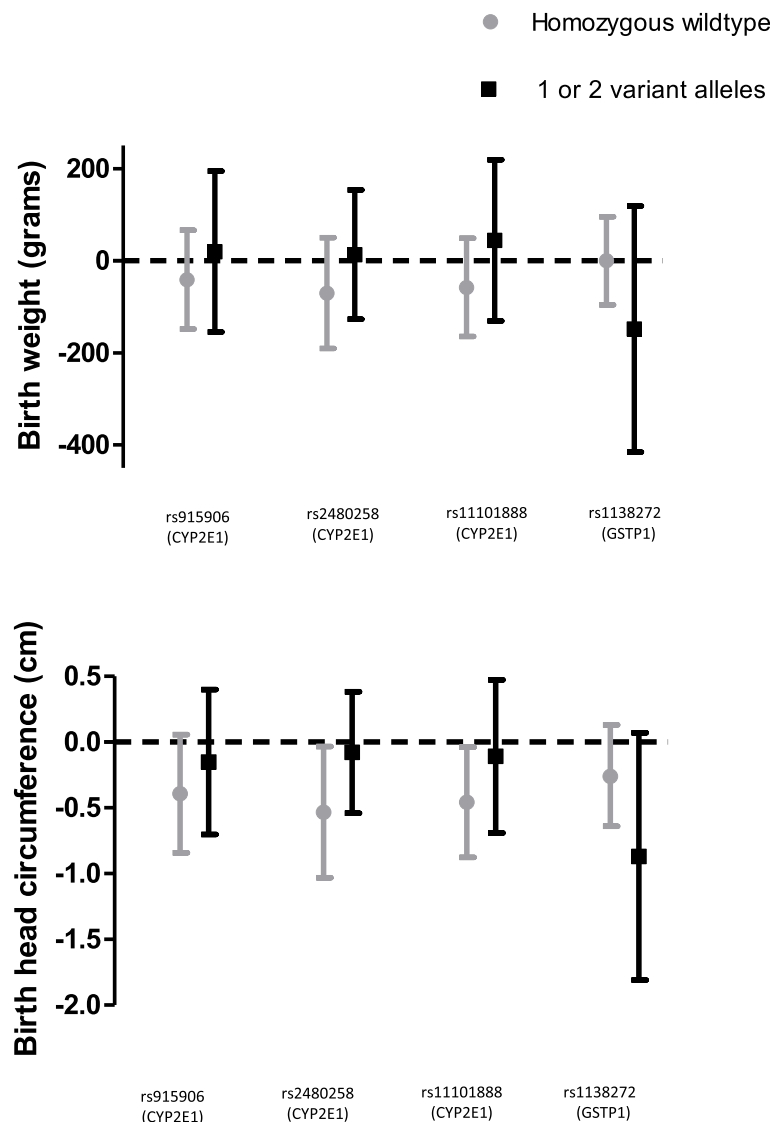 Homozygous wildtype
1 or 2 variant alleles
Birth weight (grams)
200
0
-200
-400
rs915906 rs2480258 rs11101888 rs1138272
(CYP2E1) (CYP2E1) (CYP2E1) (GSTP1)
Birth head circumference (cm)
0.5
0.0
-0.5
-1.0
-1.5
-2.0
rs915906 rs2480258 rs11101888 rs1138272
(CYP2E1) (CYP2E1) (CYP2E1) (GSTP1)